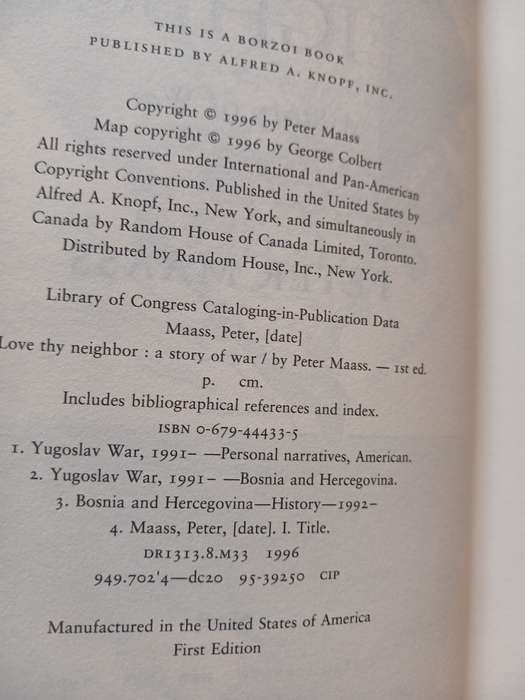 THIS IS A BORZOI BOOK
PUBLISHED BY ALFRED A. KNOPF, INC.
Copyright © 1996 by Peter Maass
Map copyright © 1996 by George Colbert
All rights reserved under International and Pan-American
Copyright Conventions. Published in the United States by
Alfred A. Knopf, Inc., New York, and simultaneously in
Canada by Random House of Canada Limited, Toronto.
Distributed by Random House, Inc., New York.
Library of Congress Cataloging-in-Publication Data
Maass, Peter, [date]
Love thy neighbor : a story of war / by Peter Maass. — 1st ed.
p. cm.
Includes bibliographical references and index.
ISBN 0-679-44433-5
1. Yugoslav War, 1991– —Personal narratives, American.
2. Yugoslav War, 1991– —Bosnia and Hercegovina.
3. Bosnia and Hercegovina—History—1992–
4. Maass, Peter, [date]. I. Title.
DR1313.8.M33 1996
949.702'4—dc20 95-39250 CIP
Manufactured in the United States of America
First Edition